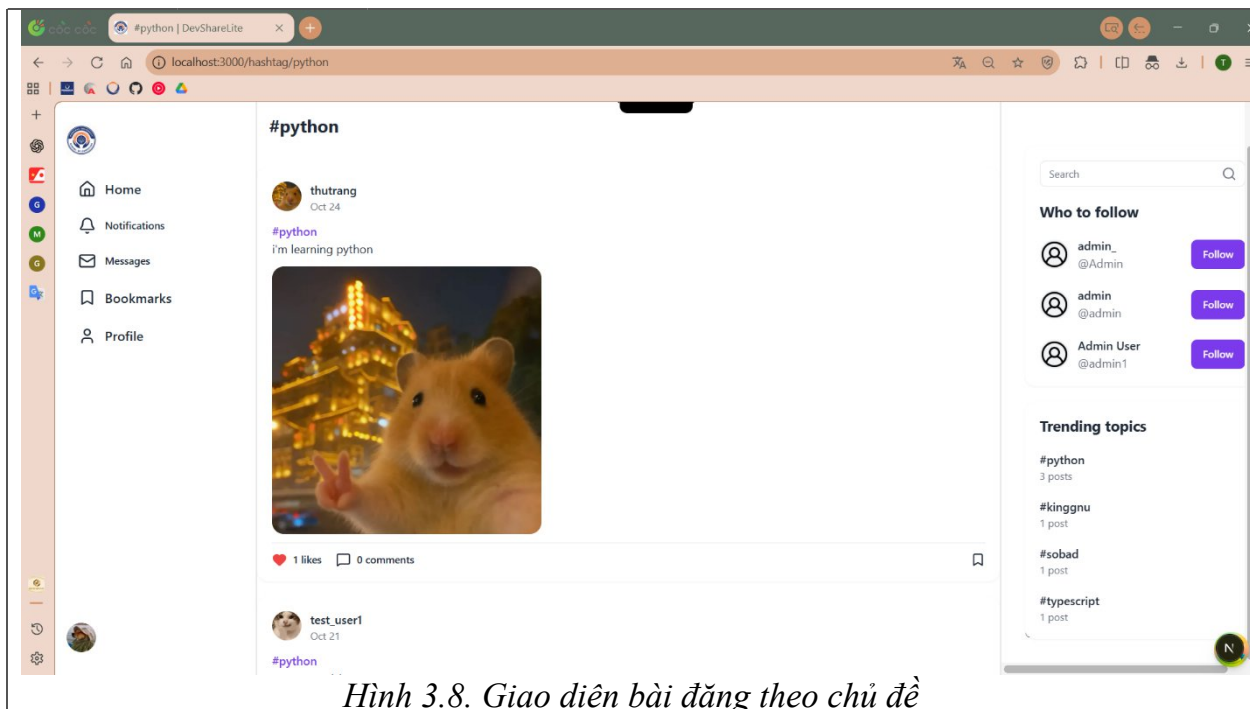 cốc cốc
#python | DevShareLite
localhost:3000/hashtag/python
T
G
M
G
#python
Home
Notifications
Messages
Bookmarks
Profile
thutrang
Oct 24
#python
i'm learning python
1 likes 0 comments
test_user1
Oct 21
#python
Search
Who to follow
admin_
@Admin
Follow
admin
@admin
Follow
Admin User
@admin1
Follow
Trending topics
#python
3 posts
#kinggnu
1 post
#sobad
1 post
#typescript
1 post
N
Hình 3.8. Giao diện bài đăng theo chủ đề